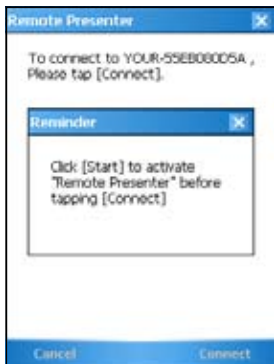 Remote Presenter
To connect to YOUR-55EB080D5A ,
Please tap [Connect].
Reminder
Click [Start] to activate
"Remote Presenter" before
tapping [Connect]
Cancel Connect